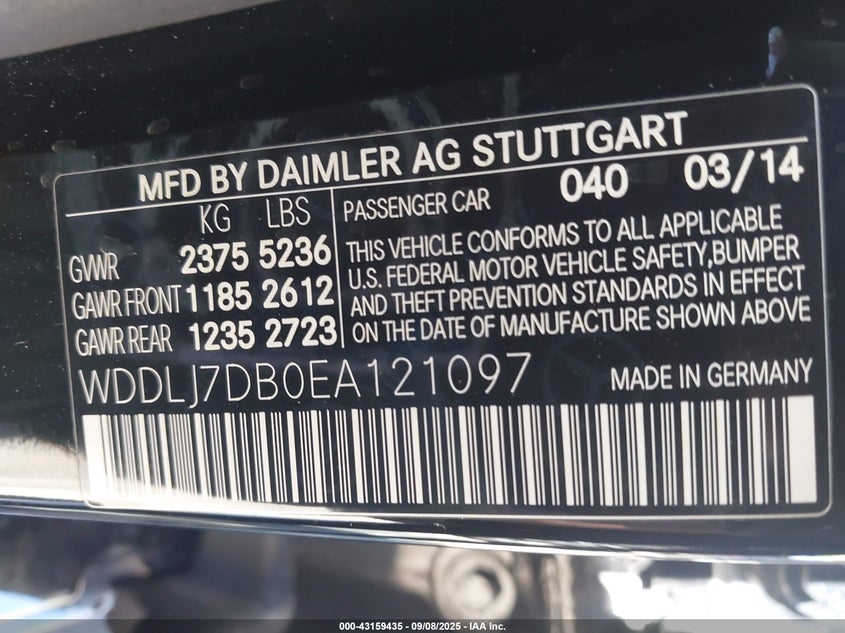 MFD BY DAIMLER AG STUTTGART
KG LBS
GVWR 2375 5236
GAWR FRONT 1185 2612
GAWR REAR 1235 2723
PASSENGER CAR 040 03/14
THIS VEHICLE CONFORMS TO ALL APPLICABLE
U.S. FEDERAL MOTOR VEHICLE SAFETY,BUMPER
AND THEFT PREVENTION STANDARDS IN EFFECT
ON THE DATE OF MANUFACTURE SHOWN ABOVE
WDDLJ7DB0EA121097 MADE IN GERMANY
000-43159435 - 09/08/2025 - IAA Inc.